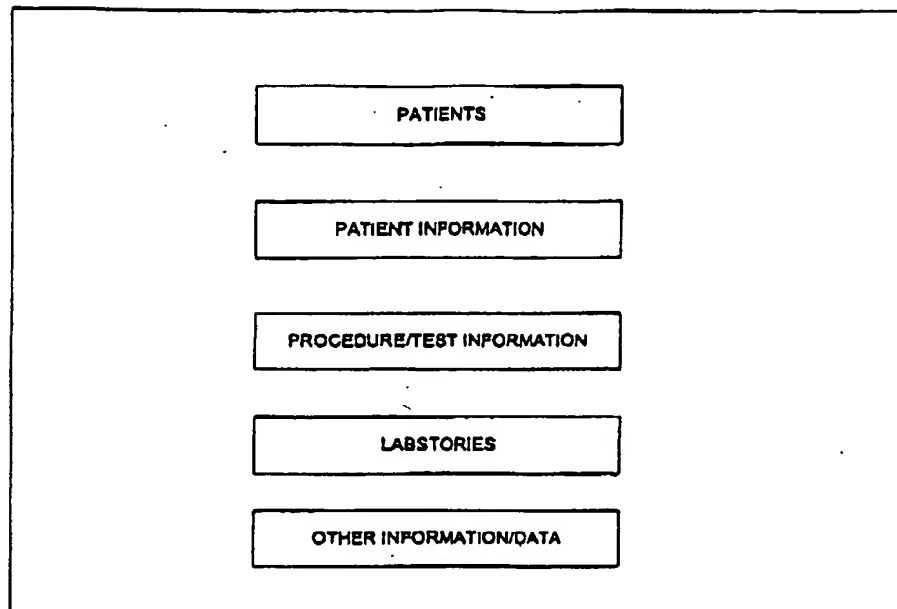 PATIENTS
PATIENT INFORMATION
PROCEDURE/TEST INFORMATION
LABSTORIES
OTHER INFORMATION/DATA